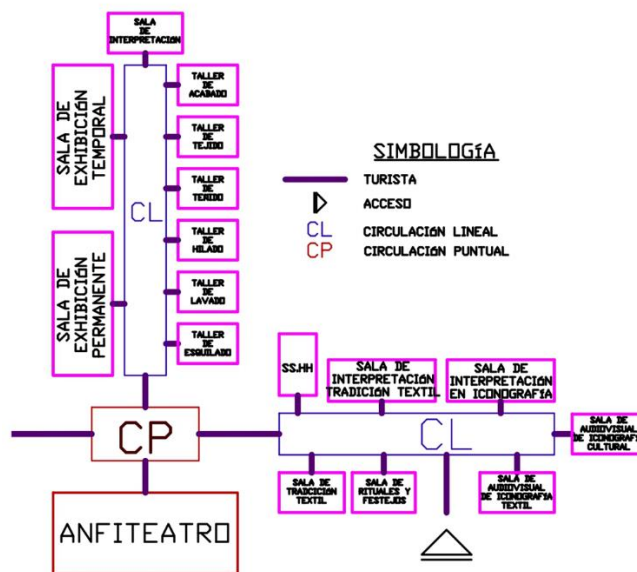 SALA
DE
INTERPRETACIÓN
SALA DE
EXHIBICIÓN
TEMPORAL
SALA DE
EXHIBICIÓN
PERMANENTE
CL
TALLER
DE
ACABADO
TALLER
DE
TEJIDO
TALLER
DE
TEÑIDO
TALLER
DE
HILADO
TALLER
DE
LAVADO
TALLER
DE
ESQUILADO
SIMBOLOGÍA
TURISTA
ACCESO
CL CIRCULACIÓN LINEAL
CP CIRCULACIÓN PUNTUAL
CP
ANFITEATRO
SS.HH
SALA DE
INTERPRETACIÓN
TRADICIÓN TEXTIL
SALA DE
INTERPRETACIÓN
EN ICONOGRAFÍA
CL
SALA DE
AUDIOVISUAL
DE ICONOGRAFÍA
CULTURAL
SALA DE
TRADICIÓN
TEXTIL
SALA DE
RITUALES Y
FESTEJOS
SALA DE
AUDIOVISUAL
DE ICONOGRAFÍA
TEXTIL